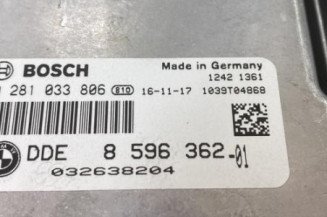 BOSCH Made in Germany
1242 1361
281 033 806 B10 16-11-17 1039T04868
DDE 8 596 362-01
032638204